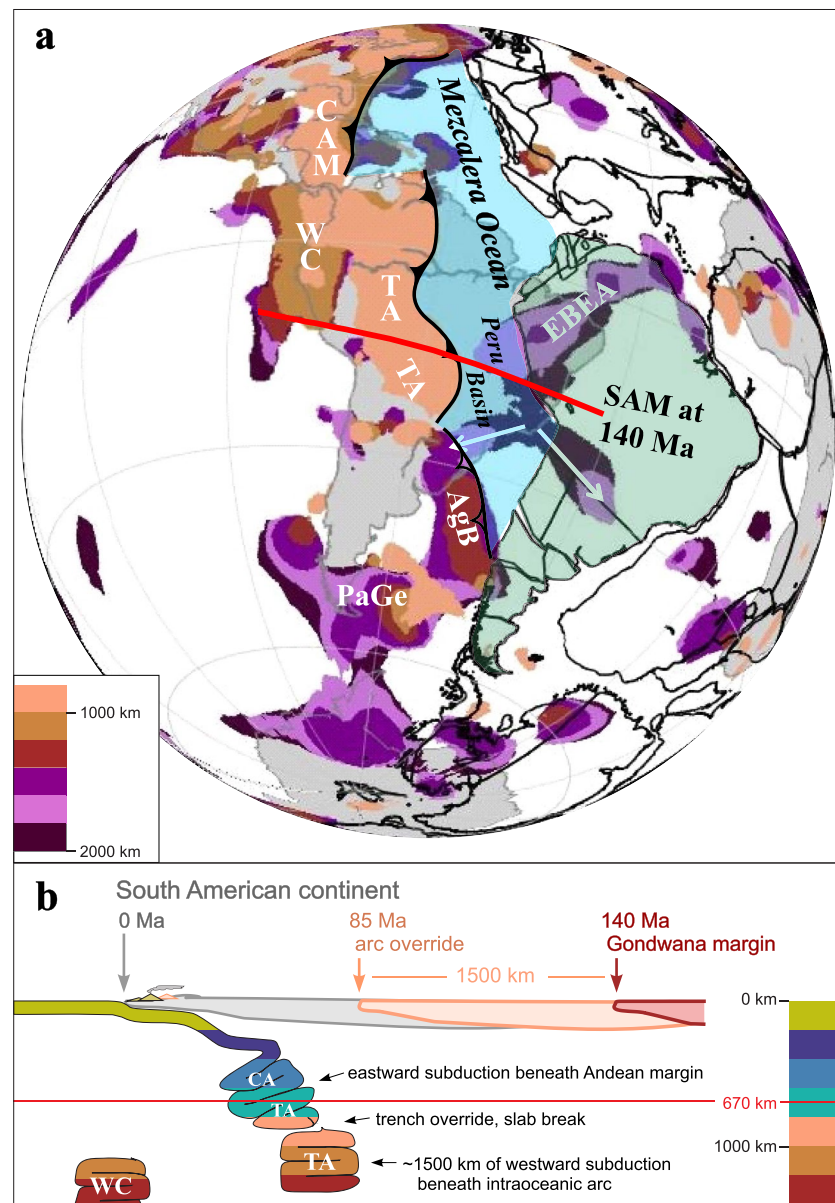 a
Mezcalera Ocean
C
A
M
W
C
T
A
TA
Peru
Basin
EBEA
SAM at
140 Ma
AgB
PaGe
1000 km
2000 km
b
South American continent
0 Ma
85 Ma
arc override
140 Ma
Gondwana margin
1500 km
0 km
CA
eastward subduction beneath Andean margin
TA
670 km
trench override, slab break
1000 km
TA
~1500 km of westward subduction
beneath intraoceanic arc
WC